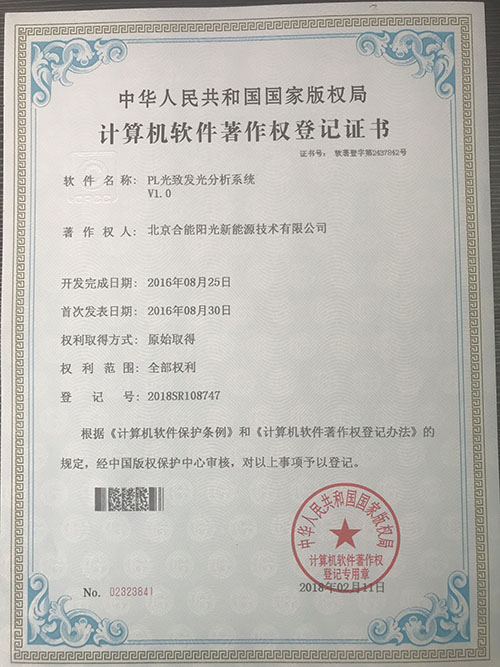 中华人民共和国国家版权局
计算机软件著作权登记证书
证书号： 软著登字第2437842号
软件名称： PL光致发光分析系统
V1.0
著作权人： 北京合能阳光新能源技术有限公司
开发完成日期： 2016年08月25日
首次发表日期： 2016年08月30日
权利取得方式： 原始取得
权利范围： 全部权利
登记号： 2018SR108747
根据《计算机软件保护条例》和《计算机软件著作权登记办法》的
规定，经中国版权保护中心审核，对以上事项予以登记。
中华人民共和国国家版权局
计算机软件著作权
登记专用章
No. 02323841
2018年02月11日